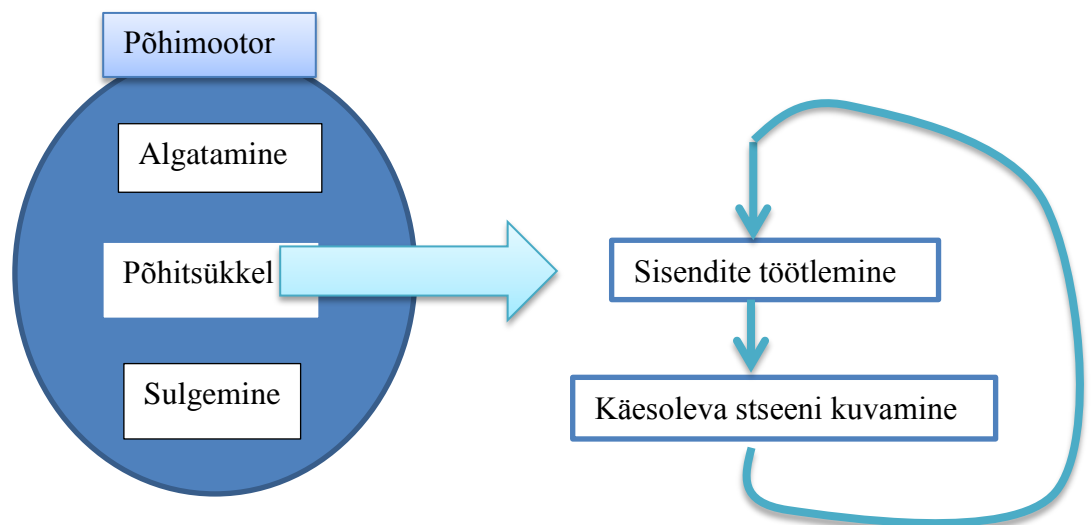 Põhimootor
Algatamine
Põhitsükkel
Sulgemine
Sisendite töötlemine
Käesoleva stseeni kuvamine